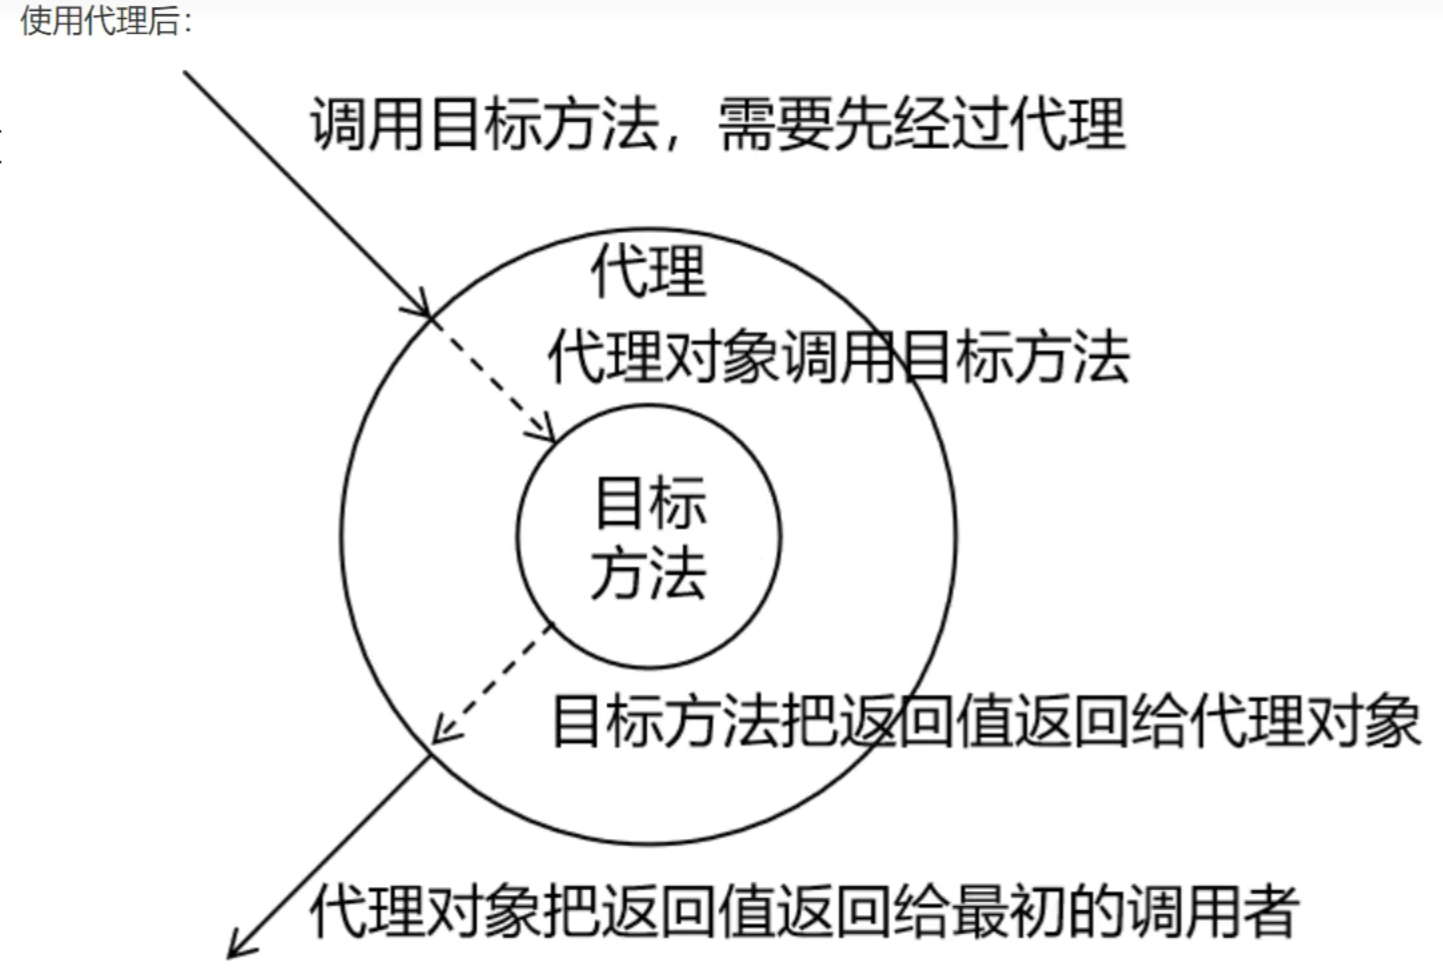 使用代理后:
调用目标方法，需要先经过代理
代理
代理对象调用目标方法
目标
方法
目标方法把返回值返回给代理对象
代理对象把返回值返回给最初的调用者